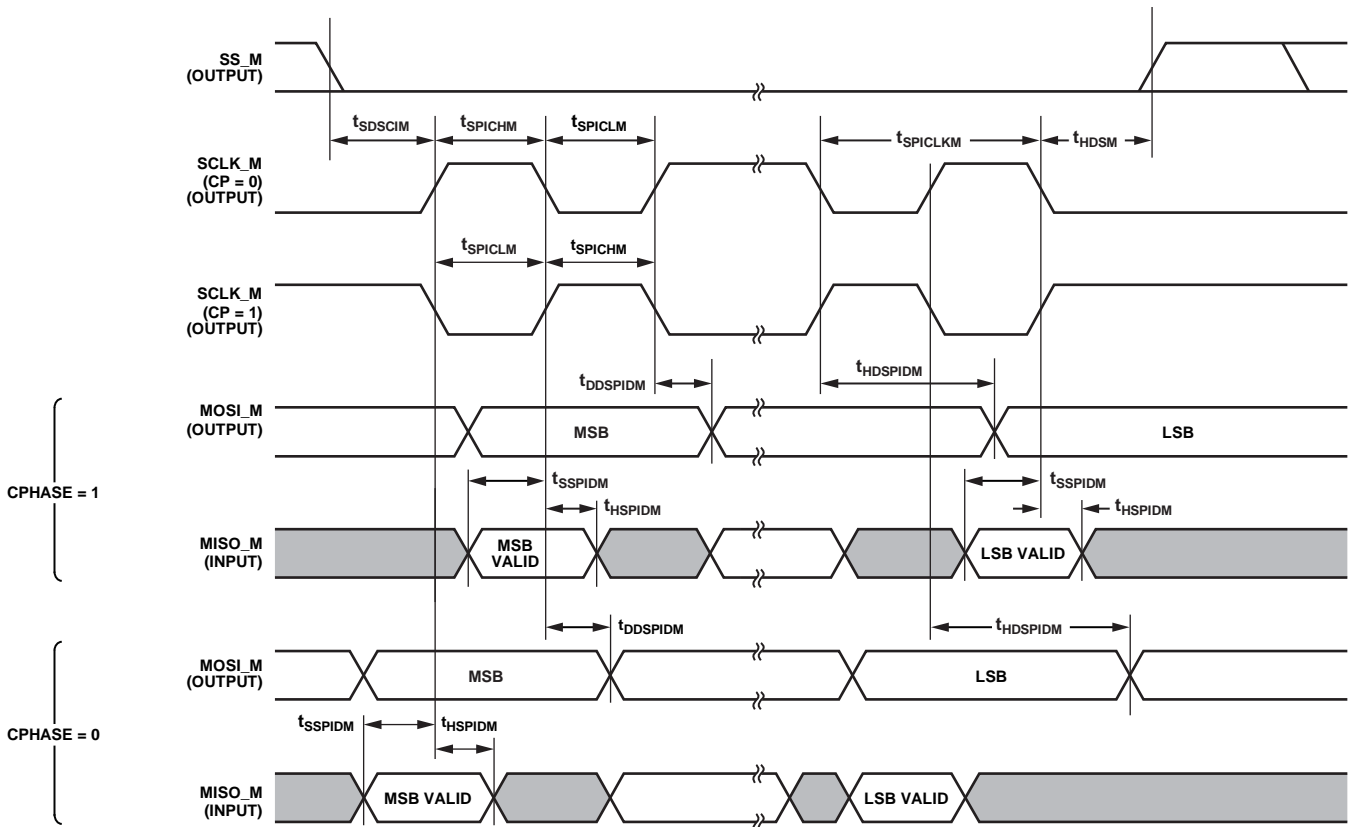 SS_M
(OUTPUT)
tSDSCIM
tSPICHM
tSPICLM
tSPICLKM
tHDSM
SCLK_M
(CP = 0)
(OUTPUT)
tSPICLM
tSPICHM
SCLK_M
(CP = 1)
(OUTPUT)
tDDSPIDM
tHDSPIDM
MOSI_M
(OUTPUT)
MSB
LSB
CPHASE = 1
tSSPIDM
tSSPIDM
tHSPIDM
tHSPIDM
MISO_M
(INPUT)
MSB
VALID
LSB VALID
tDDSPIDM
tHDSPIDM
MOSI_M
(OUTPUT)
MSB
LSB
CPHASE = 0
tSSPIDM
tHSPIDM
MISO_M
(INPUT)
MSB VALID
LSB VALID